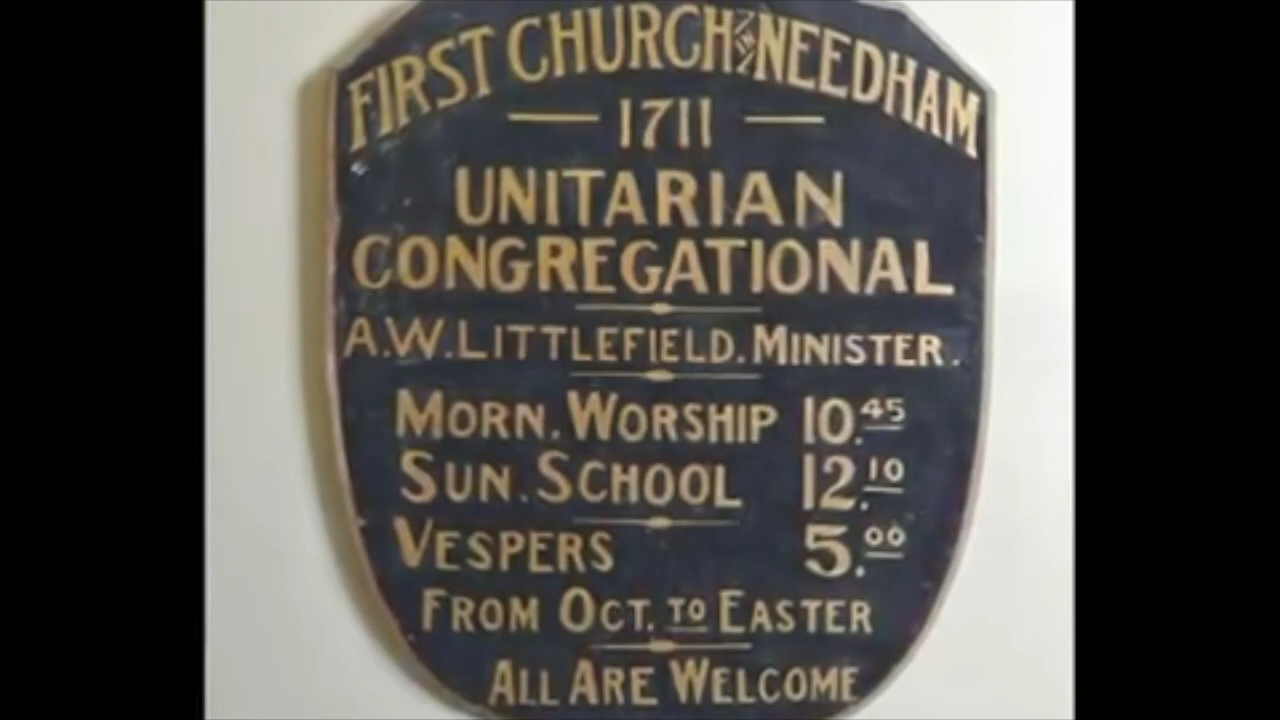 FIRST CHURCH IN NEEDHAM
1711
UNITARIAN
CONGREGATIONAL
A.W. LITTLEFIELD. MINISTER.
MORN. WORSHIP 10.45
SUN. SCHOOL 12.10
VESPERS 5.00
FROM OCT. TO EASTER
ALL ARE WELCOME